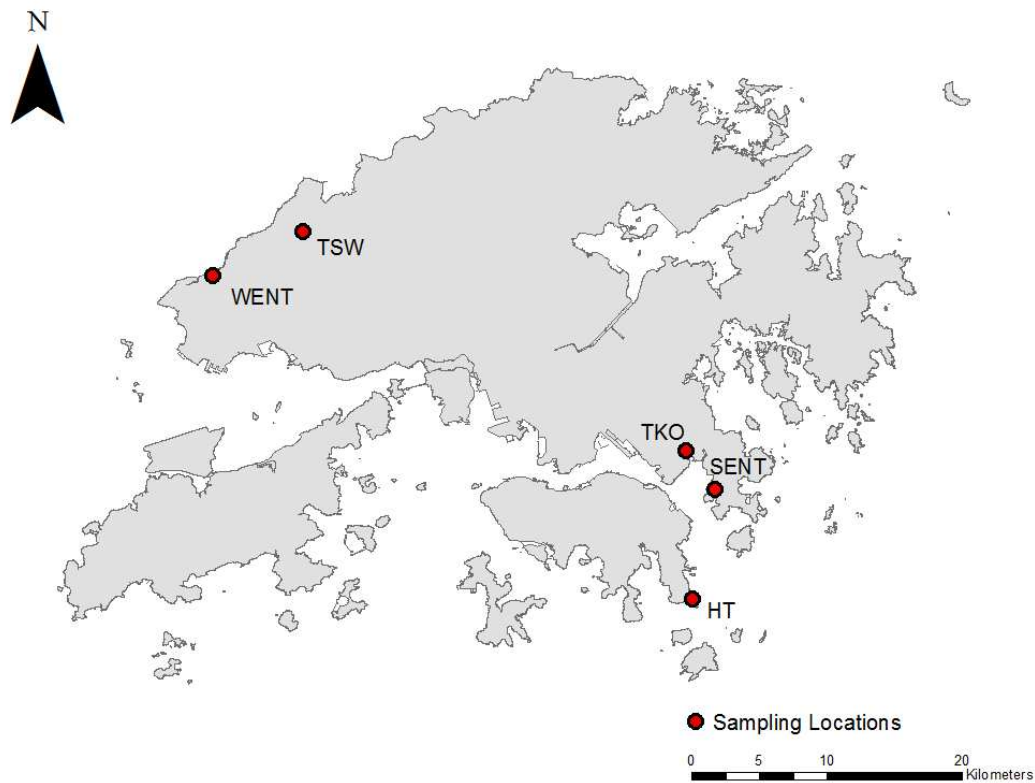 N
TSW
WENT
TKO
SENT
HT
Sampling Locations
0 5 10 20
Kilometers